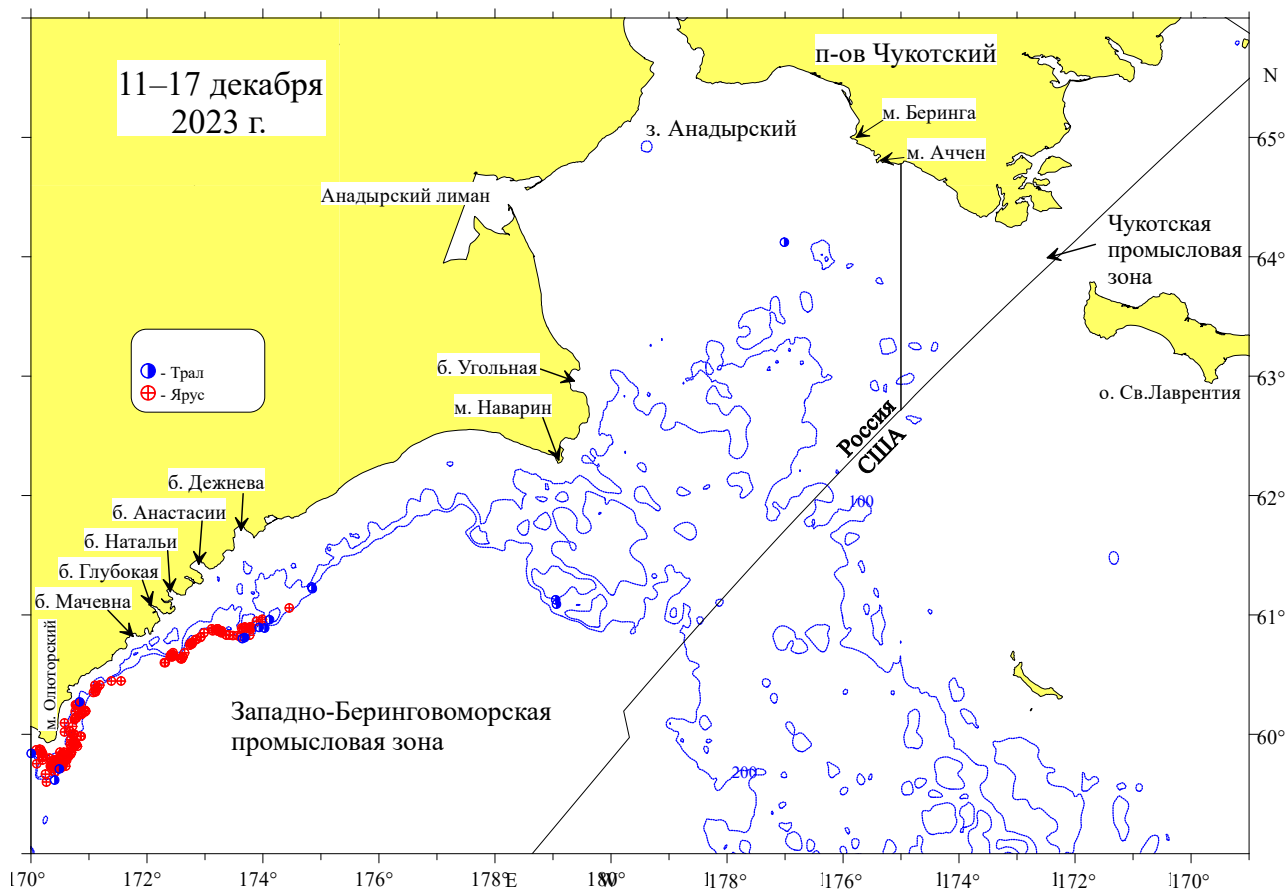 11–17 декабря
2023 г.
п-ов Чукотский
N
м. Беринга
65°
з. Анадырский
м. Аччен
Анадырский лиман
Чукотская
промысловая
зона
64°
- Трал
- Ярус
б. Угольная
63°
м. Наварин
о. Св.Лаврентия
Россия
США
б. Дежнева
62°
100
б. Анастасии
б. Натальи
б. Глубокая
б. Мачевна
61°
м. Олюторский
Западно-Беринговоморская
промысловая зона
60°
200
170 172 174 176 178° E 180° W 178° 176 174 172 170°